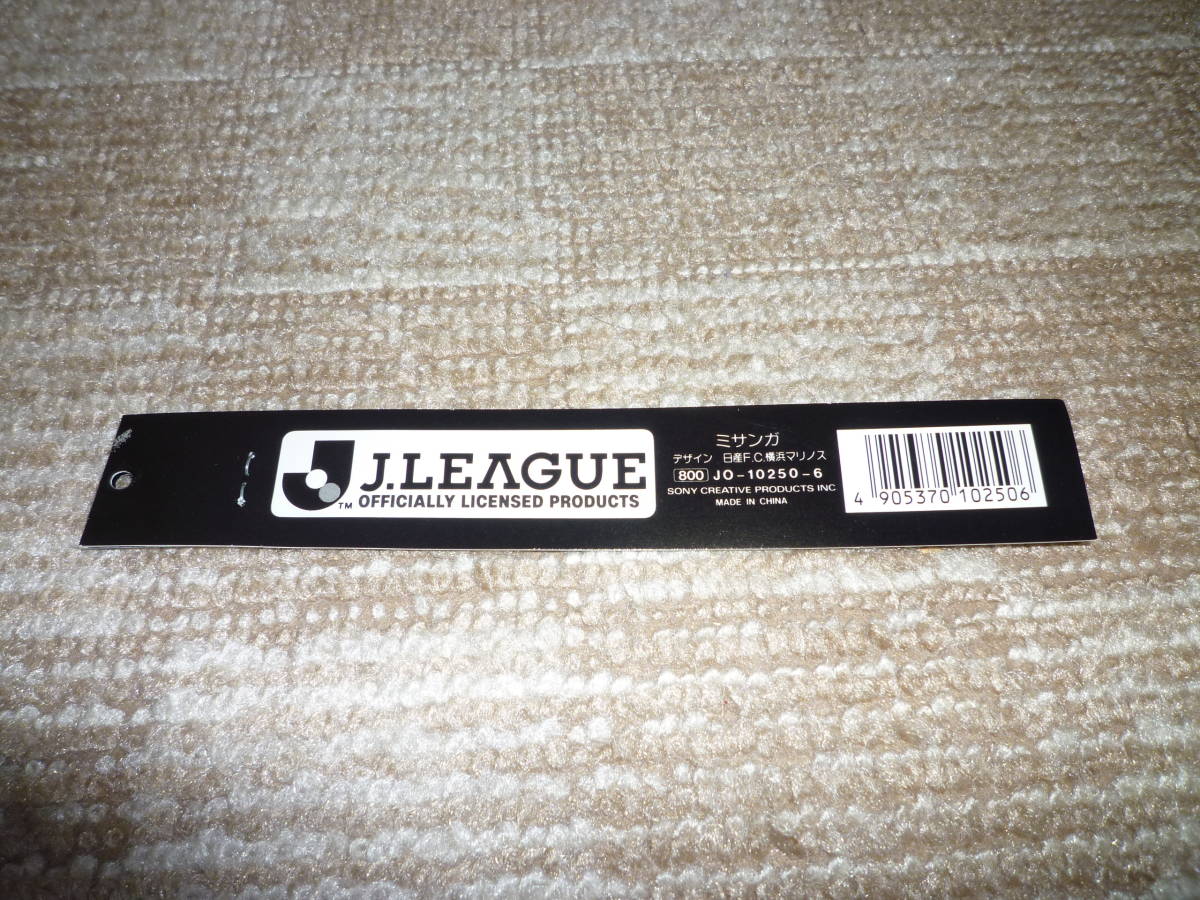 J.LEAGUE
TM
OFFICIALLY LICENSED PRODUCTS
ミサンガ
デザイン 日産F.C.横浜マリノス
800 JO-10250-6
SONY CREATIVE PRODUCTS INC
MADE IN CHINA
4 905370 102506